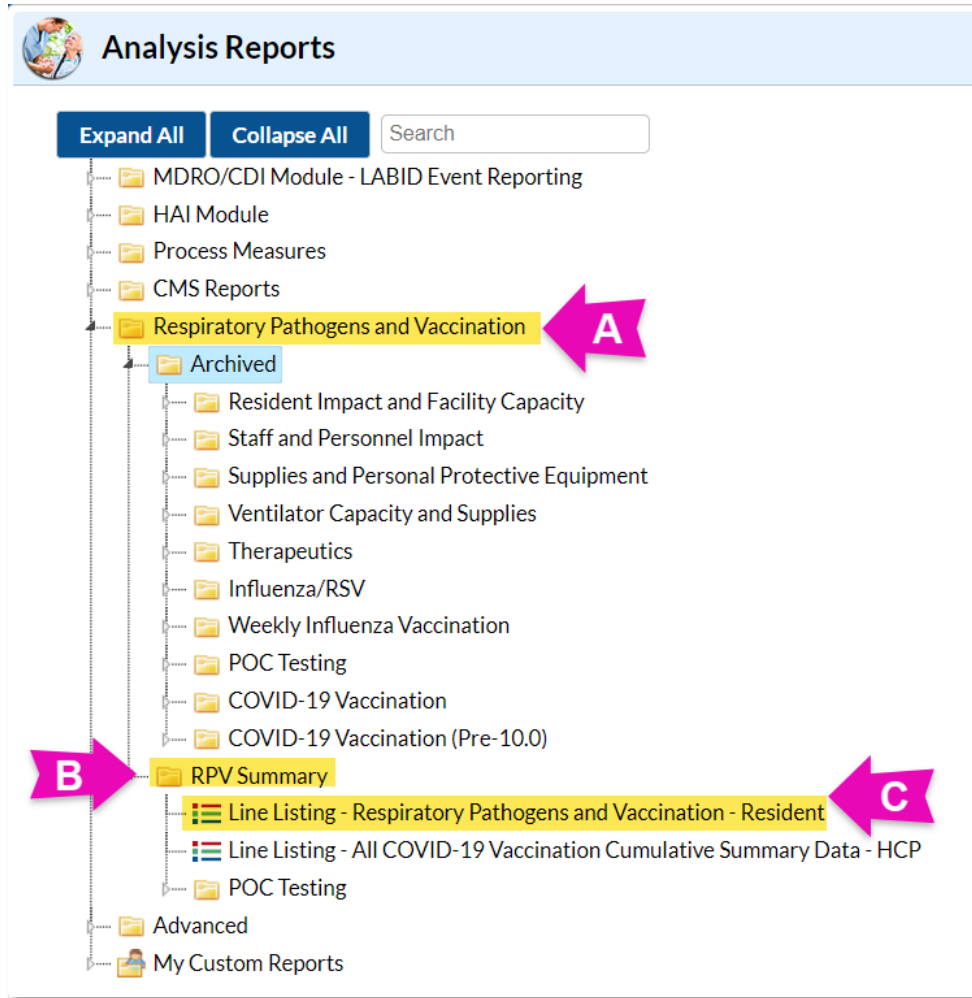 Analysis Reports
Expand All Collapse All Search
MDRO/CDI Module - LABID Event Reporting
HAI Module
Process Measures
CMS Reports
Respiratory Pathogens and Vaccination A
Archived
Resident Impact and Facility Capacity
Staff and Personnel Impact
Supplies and Personal Protective Equipment
Ventilator Capacity and Supplies
Therapeutics
Influenza/RSV
Weekly Influenza Vaccination
POC Testing
COVID-19 Vaccination
COVID-19 Vaccination (Pre-10.0)
B RPV Summary
Line Listing - Respiratory Pathogens and Vaccination - Resident C
Line Listing - All COVID-19 Vaccination Cumulative Summary Data - HCP
POC Testing
Advanced
My Custom Reports